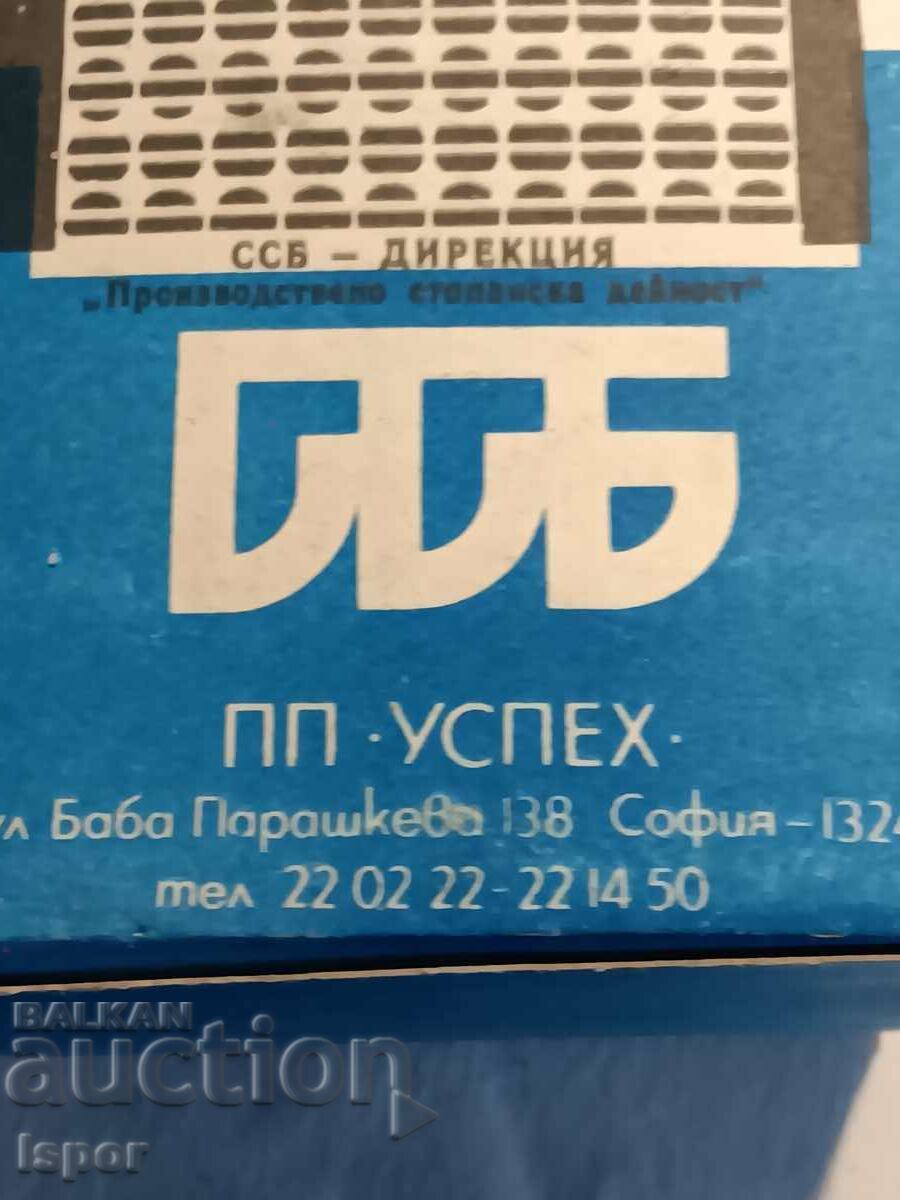 ССБ – ДИРЕКЦИЯ
„Производствено стопанска дейност"
ССБ
ПП · УСПЕХ ·
ул Баба Парашкева 138 София – 1324
тел 22 02 22 - 22 14 50
BALKAN
auction
Ispor